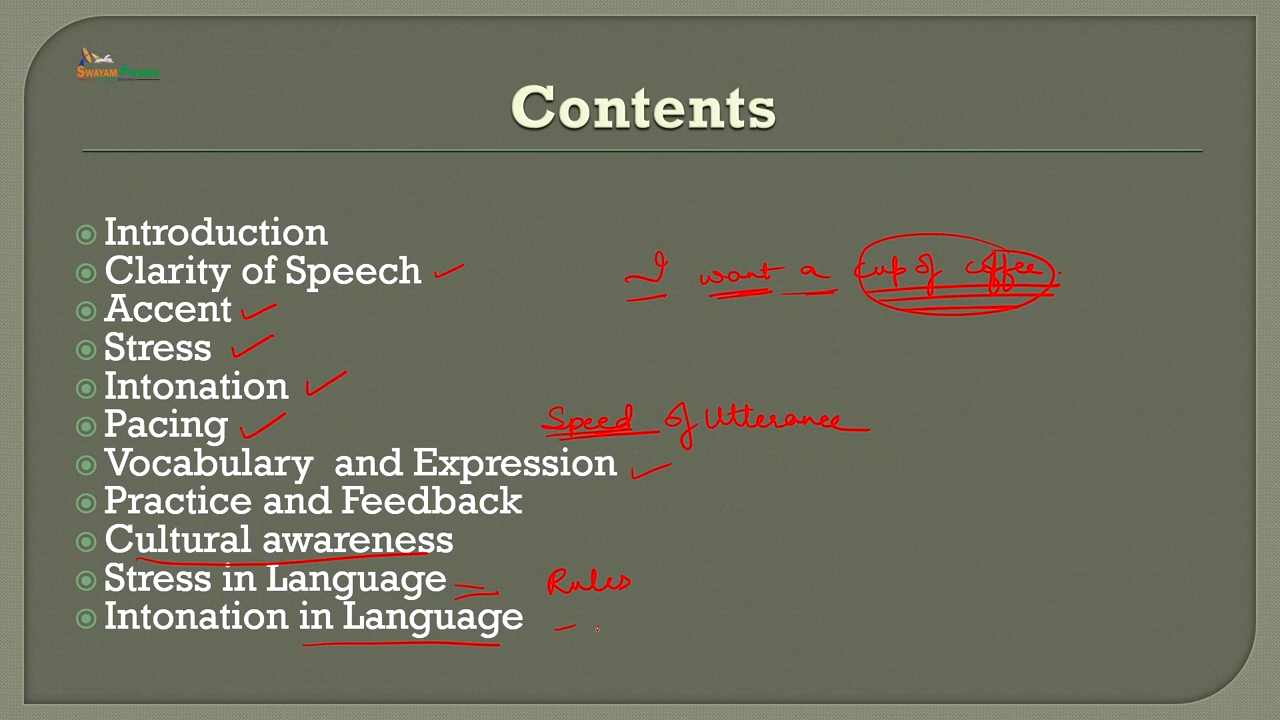 SWAYAM PRABHA
Contents
Introduction
Clarity of Speech
Accent
Stress
Intonation
Pacing
Vocabulary and Expression
Practice and Feedback
Cultural awareness
Stress in Language
Intonation in Language
I want a cup of coffee.
Speed of Utterance
Rules